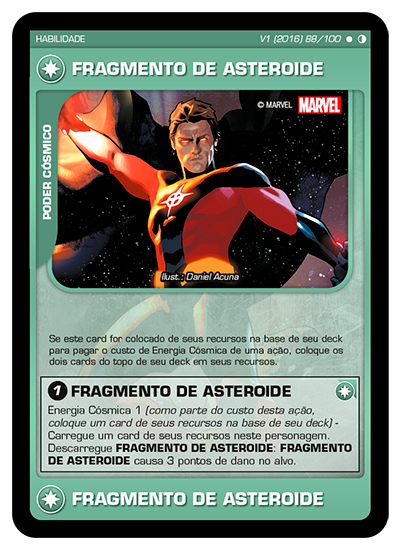 HABILIDADE
V1 (2016) 88/100
FRAGMENTO DE ASTEROIDE
© MARVEL MARVEL
PODER CÓSMICO
Ilust.: Daniel Acuna
Se este card for colocado de seus recursos na base de seu deck
para pagar o custo de Energia Cósmica de uma ação, coloque os
dois cards do topo de seu deck em seus recursos.
1 FRAGMENTO DE ASTEROIDE
Energia Cósmica 1 (como parte do custo desta ação,
coloque um card de seus recursos na base de seu deck) -
Carregue um card de seus recursos neste personagem.
Descarregue FRAGMENTO DE ASTEROIDE: FRAGMENTO
DE ASTEROIDE causa 3 pontos de dano no alvo.
FRAGMENTO DE ASTEROIDE